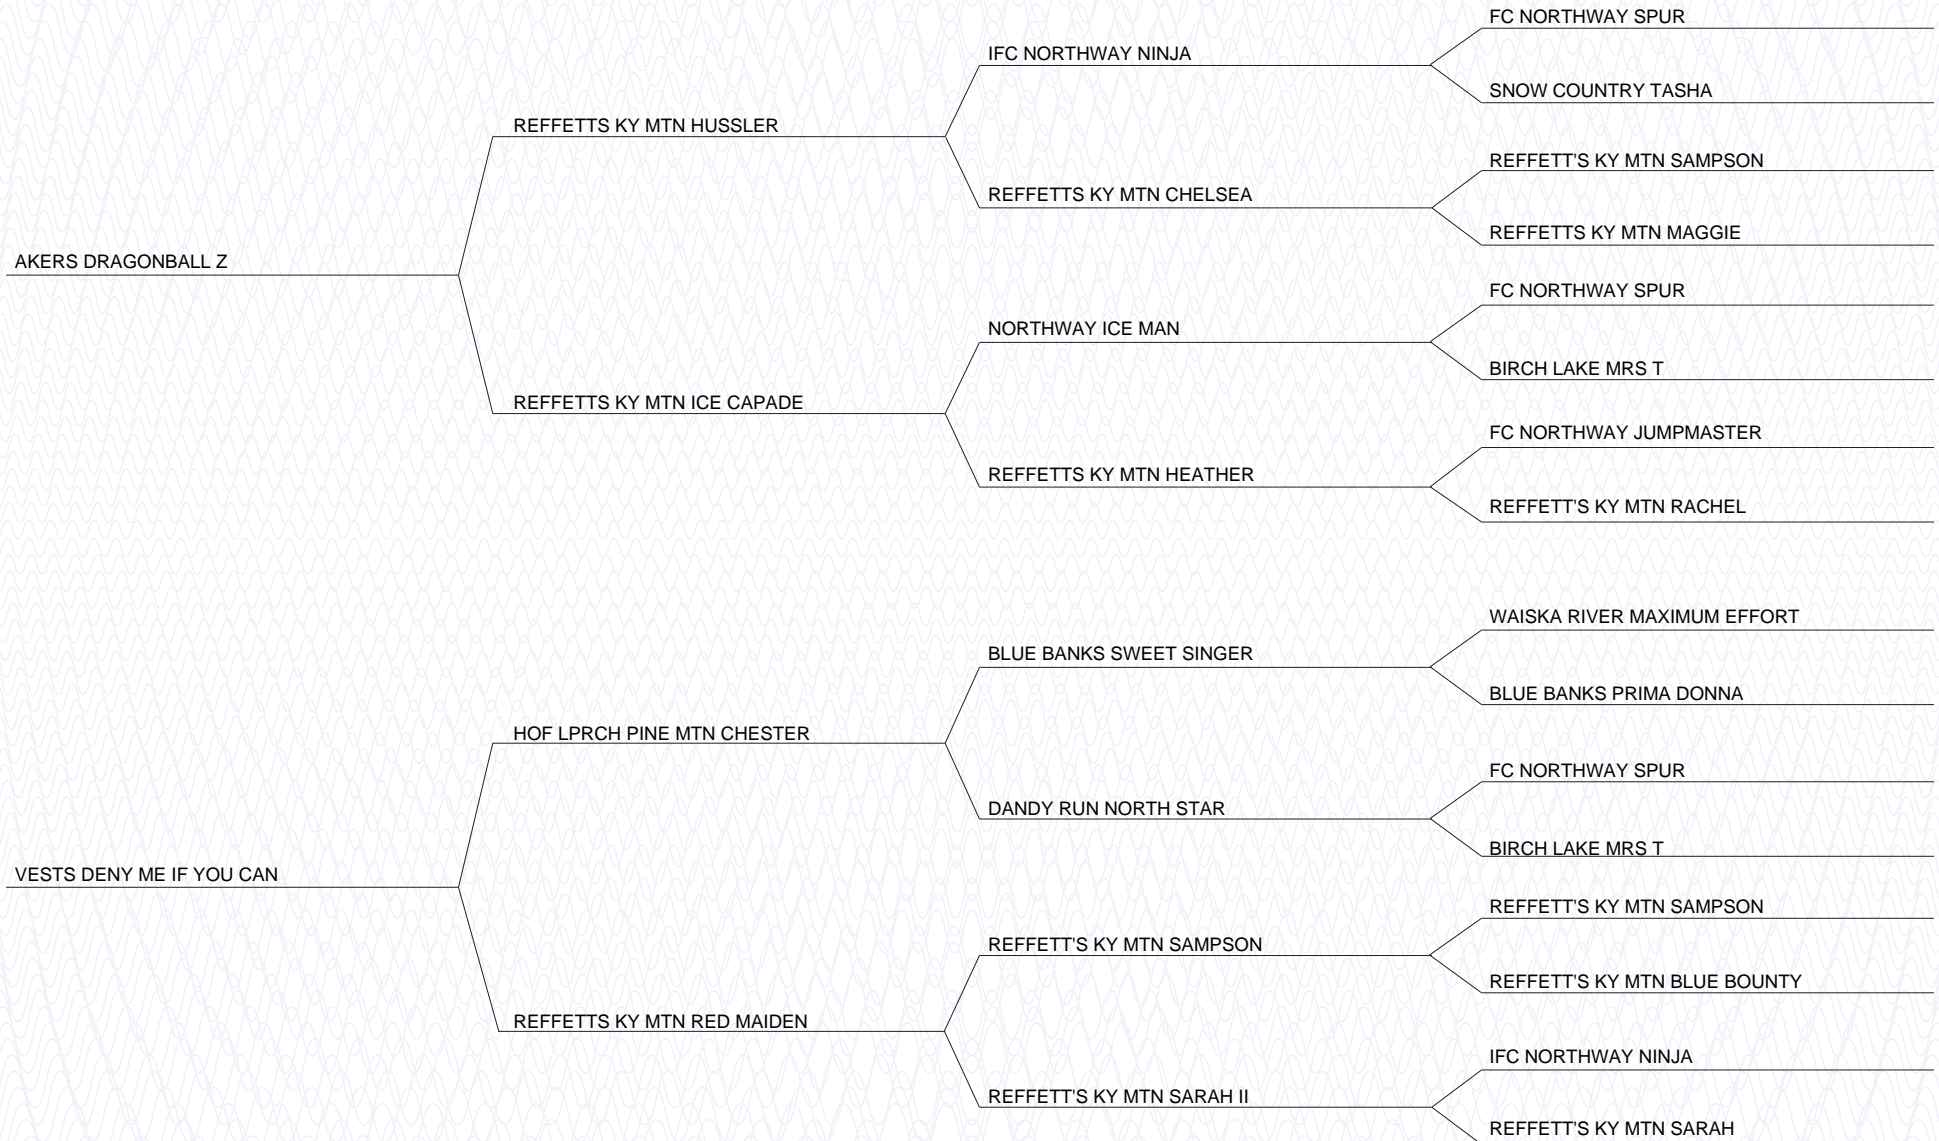 FC NORTHWAY SPUR
IFC NORTHWAY NINJA
SNOW COUNTRY TASHA
REFFETTS KY MTN HUSSLER
REFFETT'S KY MTN SAMPSON
REFFETTS KY MTN CHELSEA
REFFETTS KY MTN MAGGIE
AKERS DRAGONBALL Z
FC NORTHWAY SPUR
NORTHWAY ICE MAN
BIRCH LAKE MRS T
REFFETTS KY MTN ICE CAPADE
FC NORTHWAY JUMPMASTER
REFFETTS KY MTN HEATHER
REFFETT'S KY MTN RACHEL
WAISKA RIVER MAXIMUM EFFORT
BLUE BANKS SWEET SINGER
BLUE BANKS PRIMA DONNA
HOF LPRCH PINE MTN CHESTER
FC NORTHWAY SPUR
DANDY RUN NORTH STAR
BIRCH LAKE MRS T
VESTS DENY ME IF YOU CAN
REFFETT'S KY MTN SAMPSON
REFFETT'S KY MTN SAMPSON
REFFETT'S KY MTN BLUE BOUNTY
REFFETTS KY MTN RED MAIDEN
IFC NORTHWAY NINJA
REFFETT'S KY MTN SARAH II
REFFETT'S KY MTN SARAH